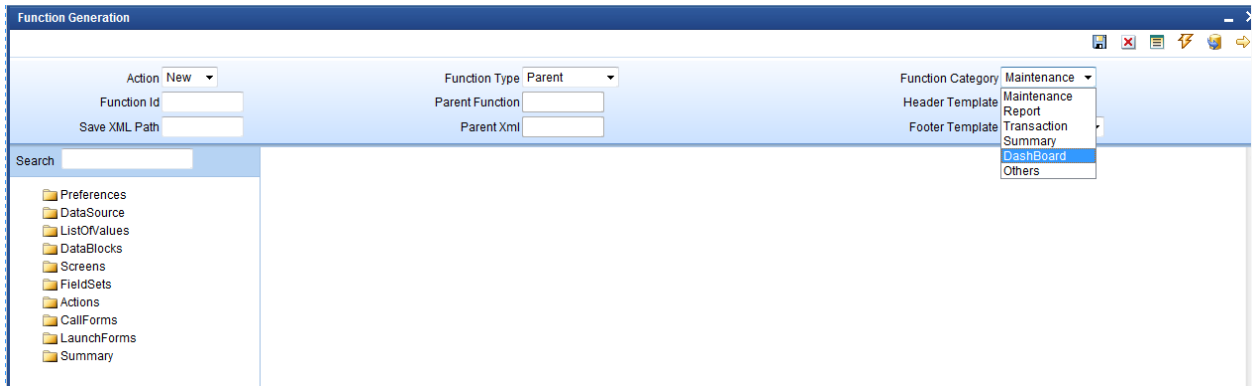 Function Generation
Action New Function Type Parent Function Category Maintenance
Function Id Parent Function Header Template Maintenance
Report
Save XML Path Parent Xml Footer Template Transaction
Summary
Search DashBoard
Others
Preferences
DataSource
ListOfValues
DataBlocks
Screens
FieldSets
Actions
CallForms
LaunchForms
Summary